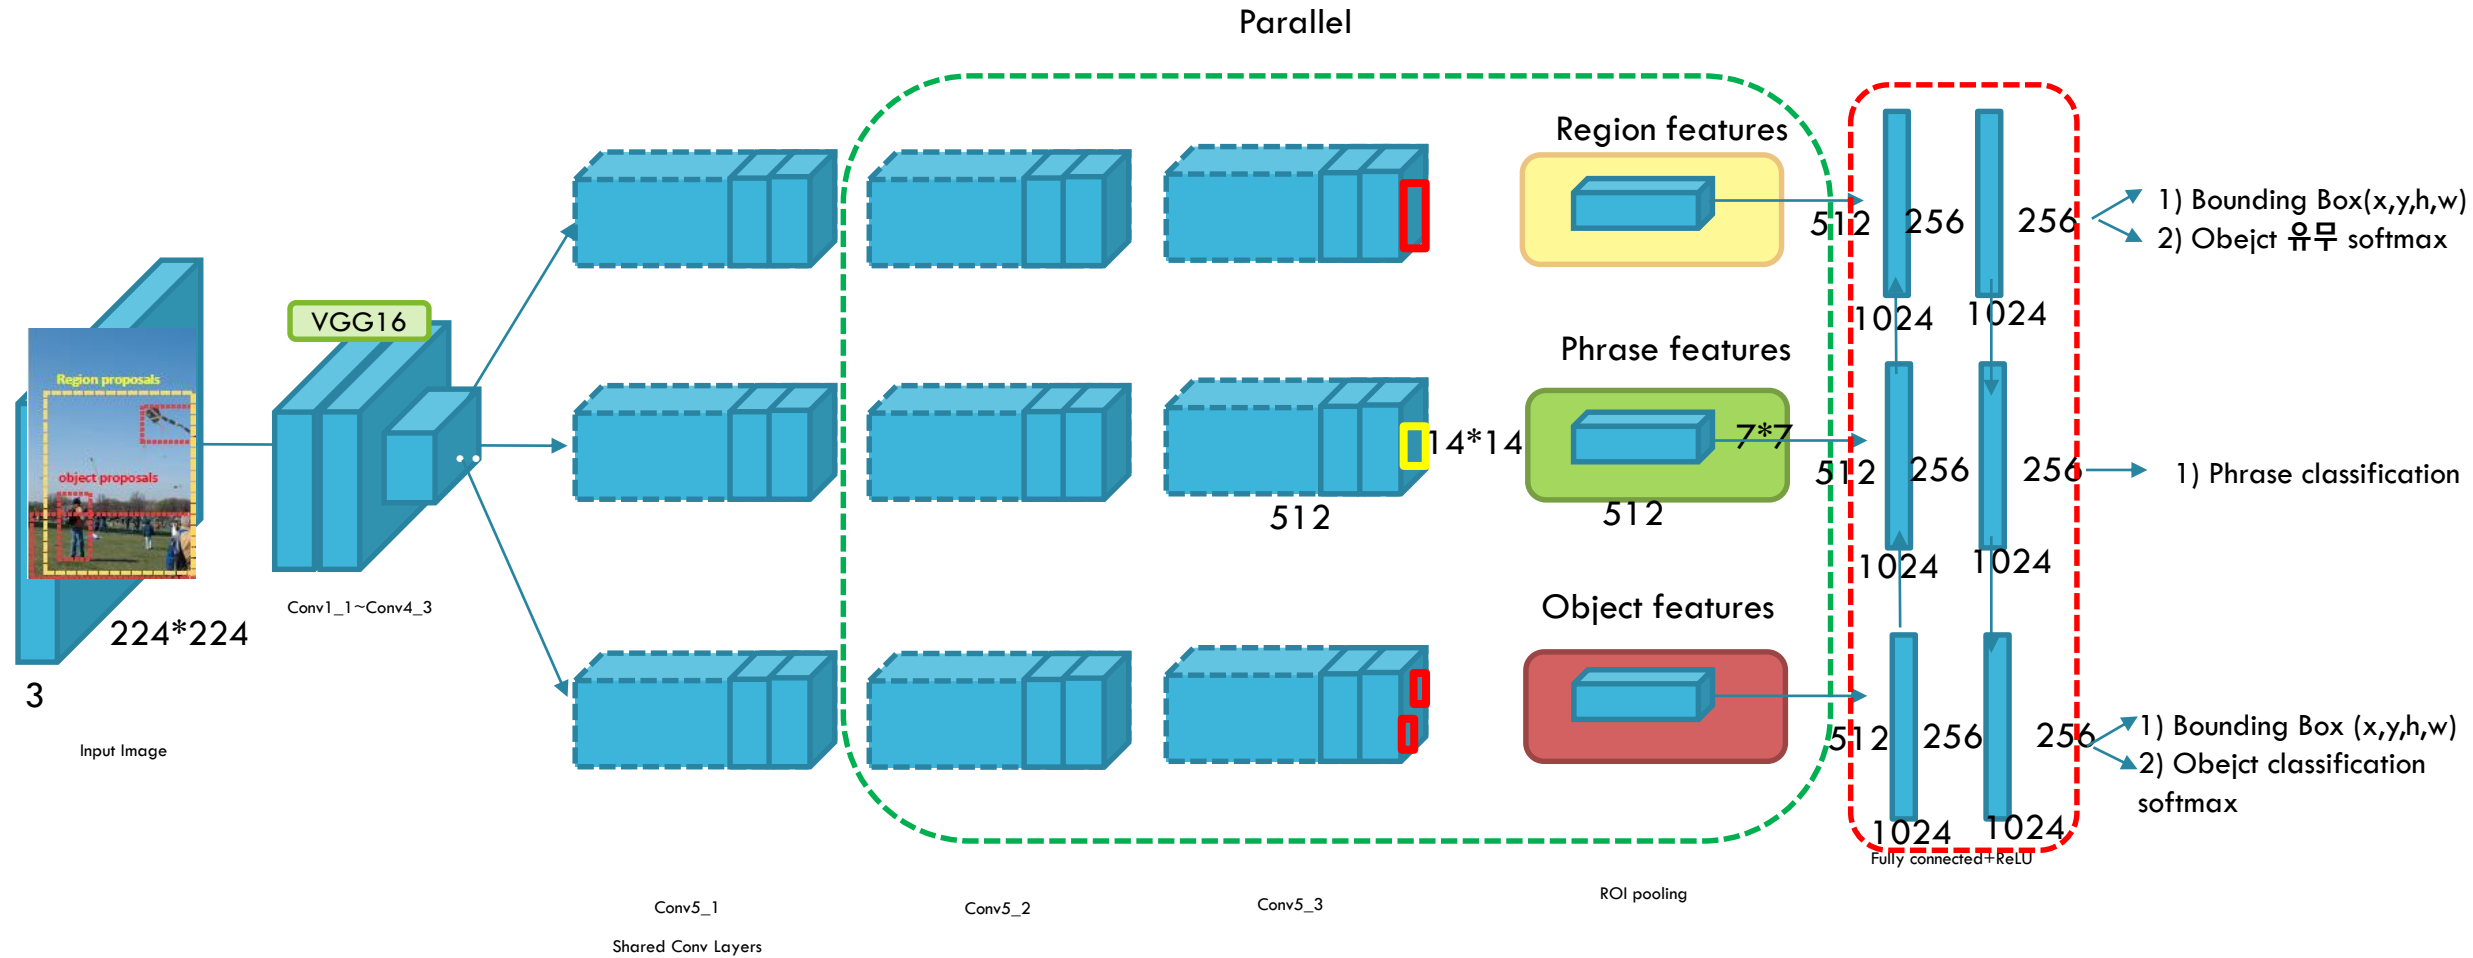 Parallel
Region features
1) Bounding Box(x,y,h,w)
512
256
256
2) Obejct 유무 softmax
VGG16
1024
1024
Phrase features
Region proposals
14*14
7*7
object proposals
512
256
256
1) Phrase classification
512
512
1024
1024
Conv1_1~Conv4_3
Object features
224*224
3
512
256
256
1) Bounding Box (x,y,h,w)
2) Obejct classification
softmax
Input Image
1024
1024
Fully connected+ReLU
ROI pooling
Conv5_1
Conv5_2
Conv5_3
Shared Conv Layers